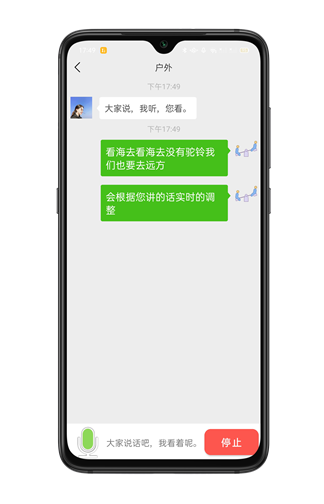 户外
下午17:49
大家说，我听，您看。
下午17:49
看海去看海去没有驼铃我
们也要去远方
会根据您讲的话实时的调
整
大家说话吧，我看着呢。
停止